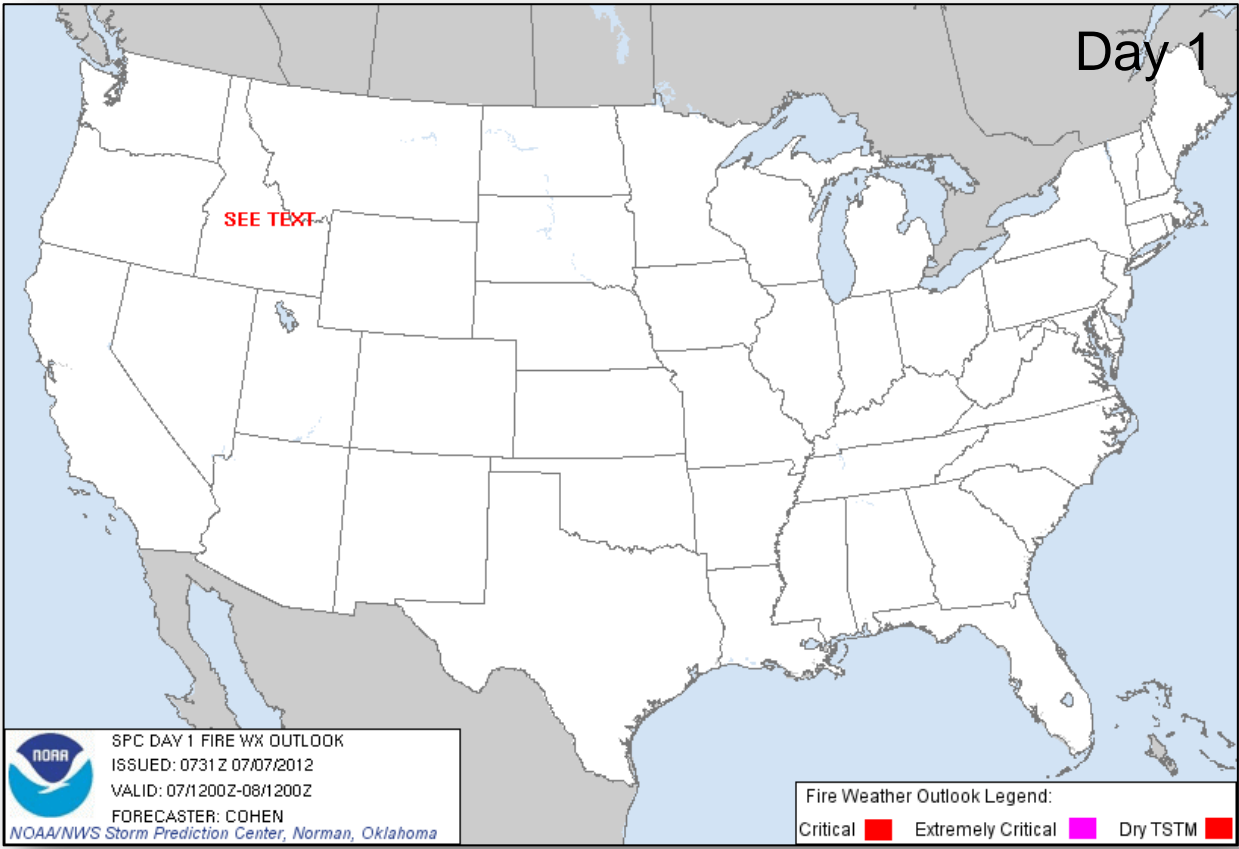 Day 1
SEE TEXT
NOAA
SPC DAY 1 FIRE WX OUTLOOK
ISSUED: 0731Z 07/07/2012
VALID: 07/1200Z-08/1200Z
FORECASTER: COHEN
NOAA/NWS Storm Prediction Center, Norman, Oklahoma
Fire Weather Outlook Legend:
Critical Extremely Critical Dry TSTM